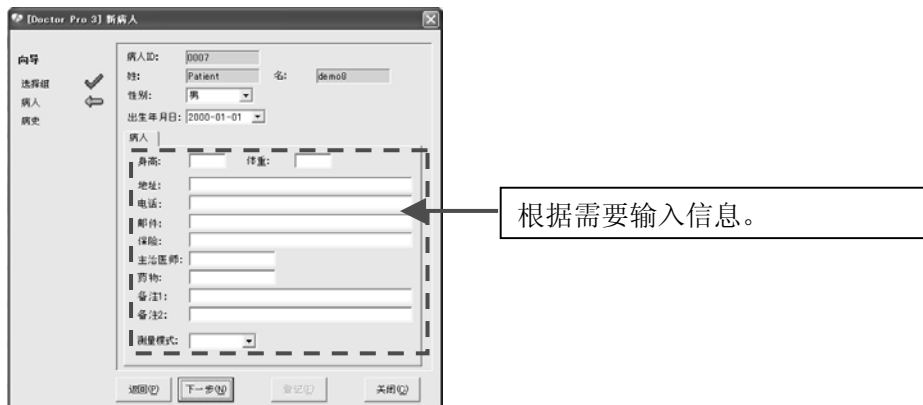 [Doctor Pro 3] 新病人
向导
选择组
病人
病史
病人ID: 0007
姓: Patient 名: demo8
性别: 男
出生年月日: 2000-01-01
病人
身高: 体重:
地址:
电话:
邮件:
保险:
主治医师:
药物:
备注1:
备注2:
测量模式:
返回(P) 下一步(N) 登记(E) 关闭(C)
根据需要输入信息。